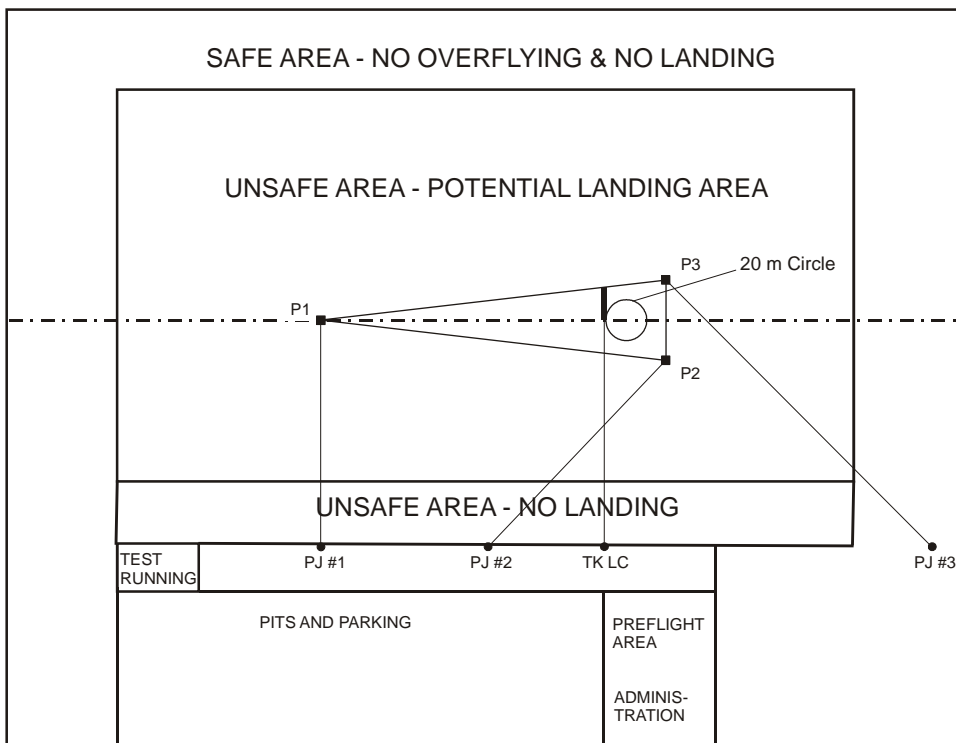 SAFE AREA - NO OVERFLYING & NO LANDING
UNSAFE AREA - POTENTIAL LANDING AREA
P3
20 m Circle
P1
P2
UNSAFE AREA - NO LANDING
TEST
RUNNING
PJ #1
PJ #2
TK LC
PJ #3
PITS AND PARKING
PREFLIGHT
AREA
ADMINIS-
TRATION